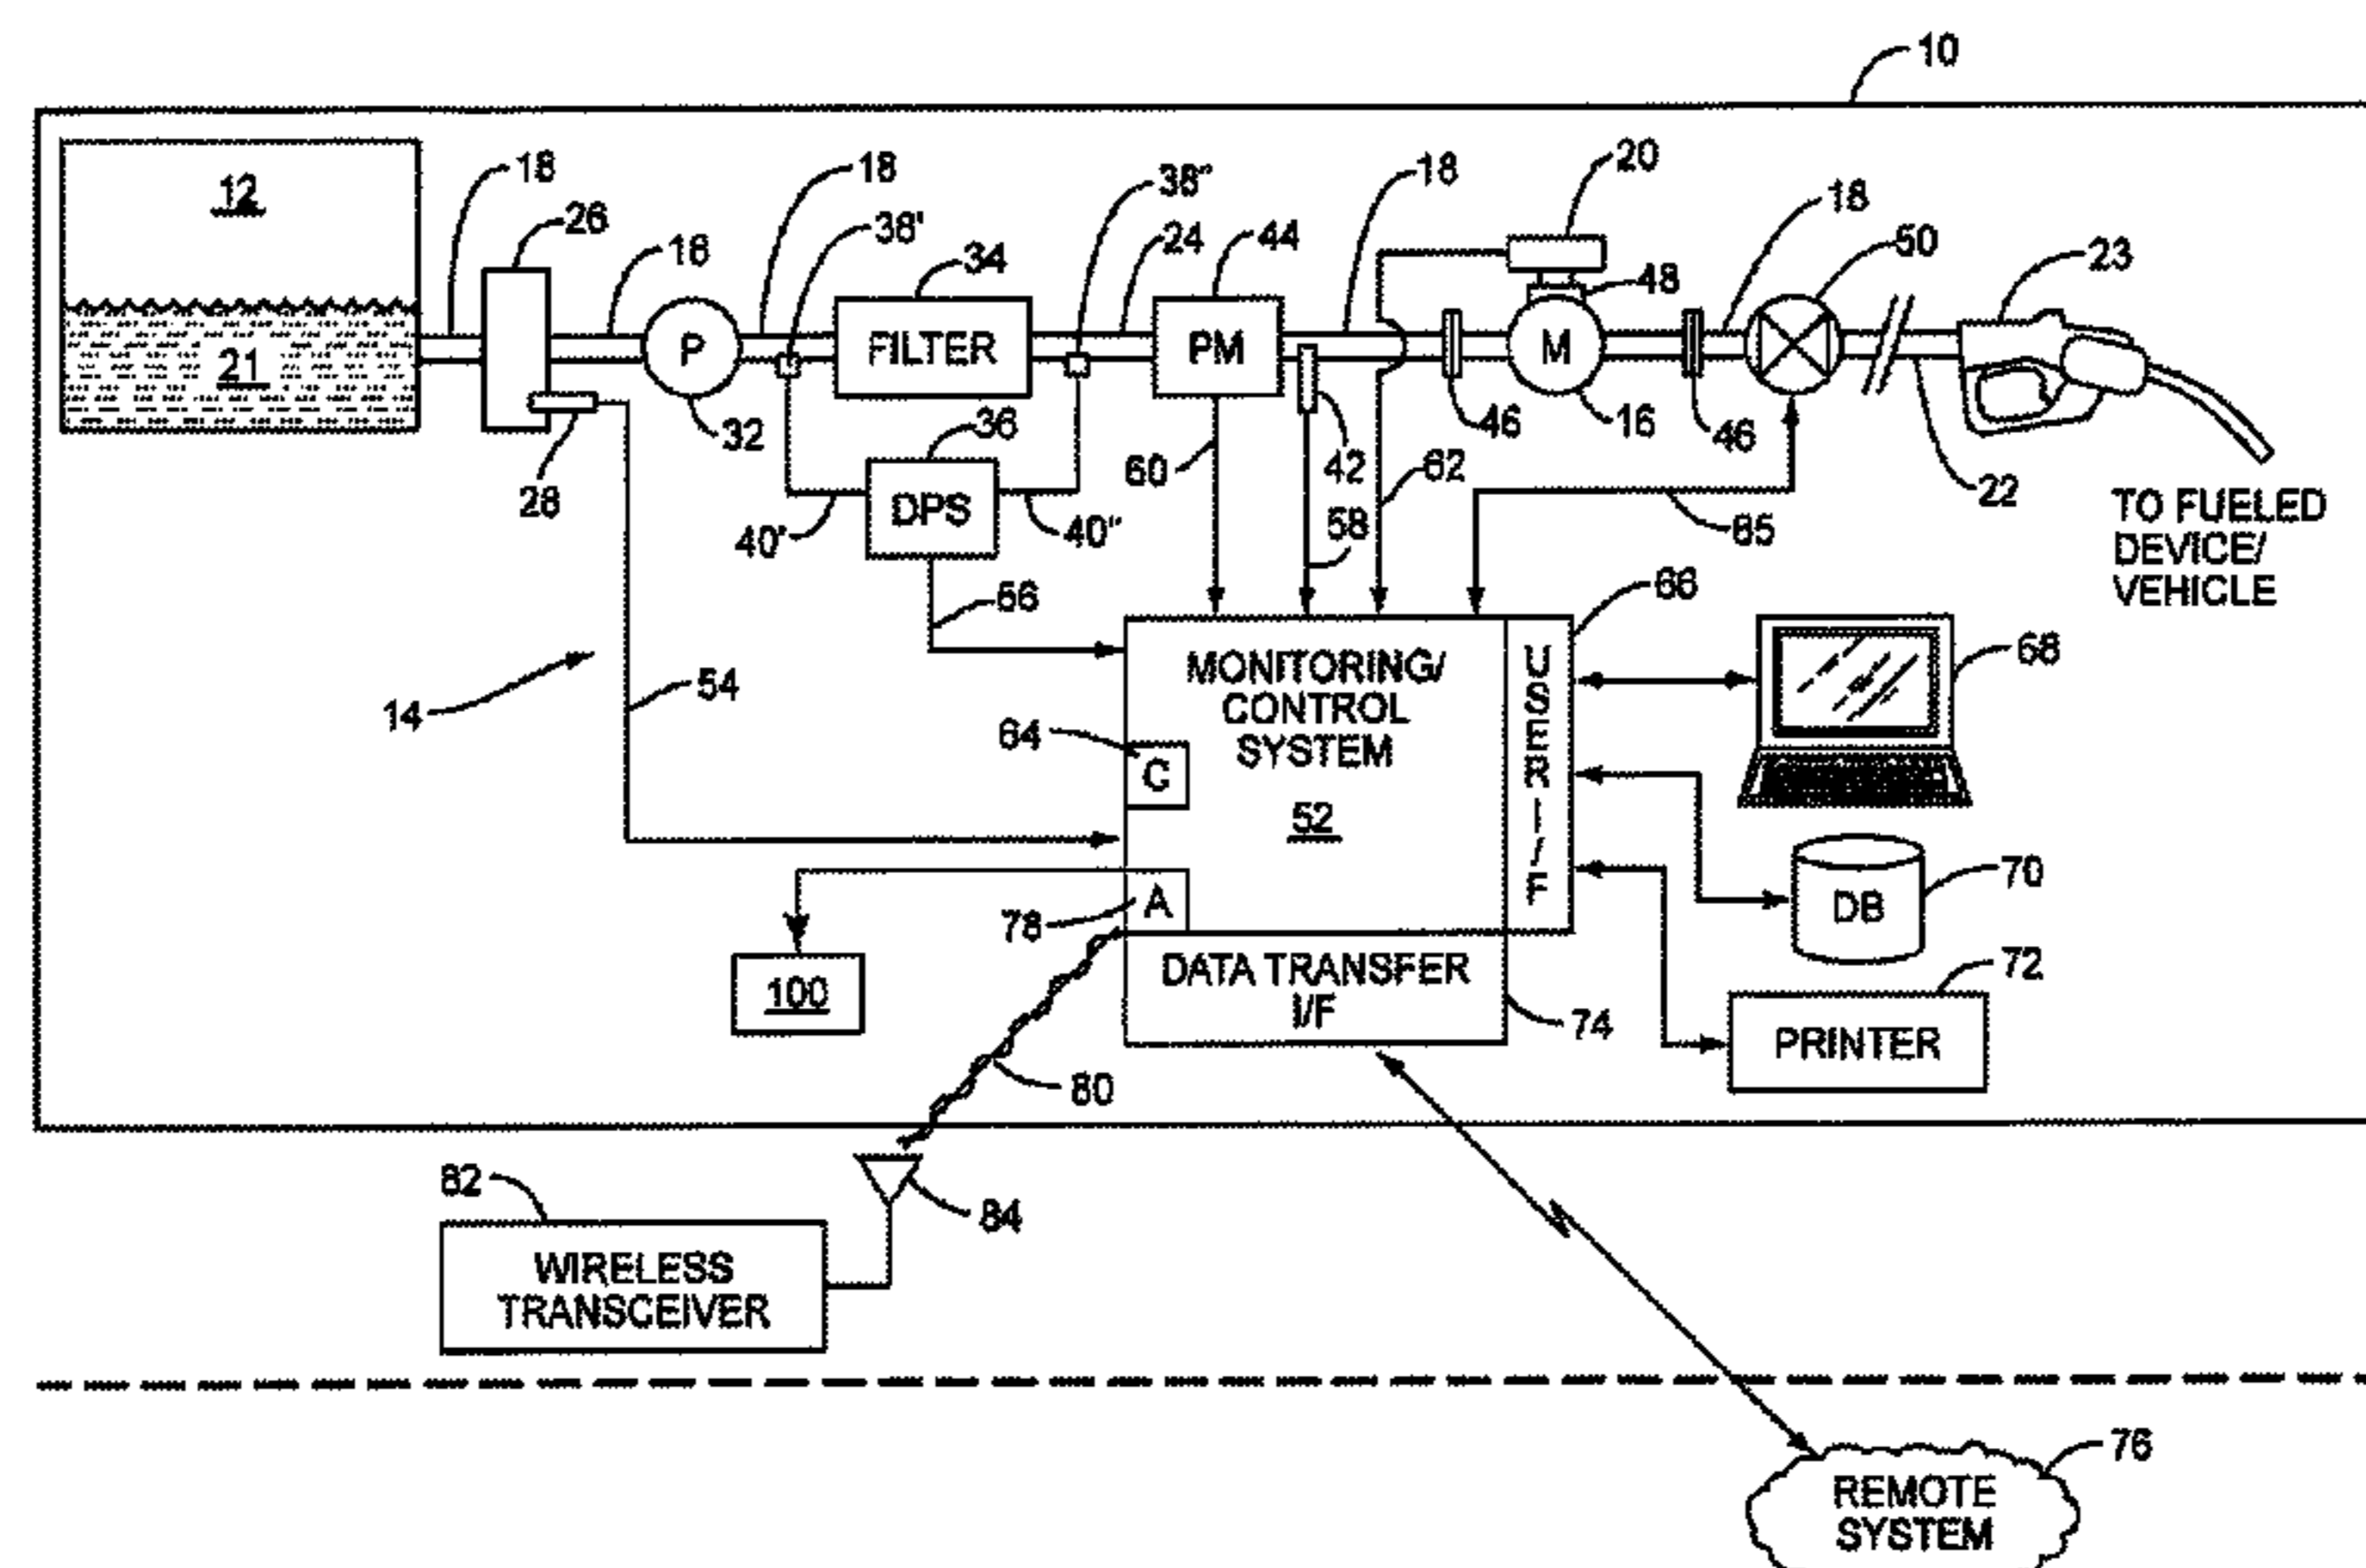 10
12
18
26
16
18
38'
34
38"
24
44
18
20
48
18
50
23
21
P
FILTER
PM
M
32
28
36
DPS
40'
40"
60
42
58
62
46
16
46
65
22
TO FUELED
DEVICE/
VEHICLE
56
66
14
54
MONITORING/
CONTROL
SYSTEM
52
64
C
USER I/F
68
78
A
DB
70
100
DATA TRANSFER
I/F
74
72
PRINTER
80
82
84
WIRELESS
TRANSCEIVER
76
REMOTE
SYSTEM